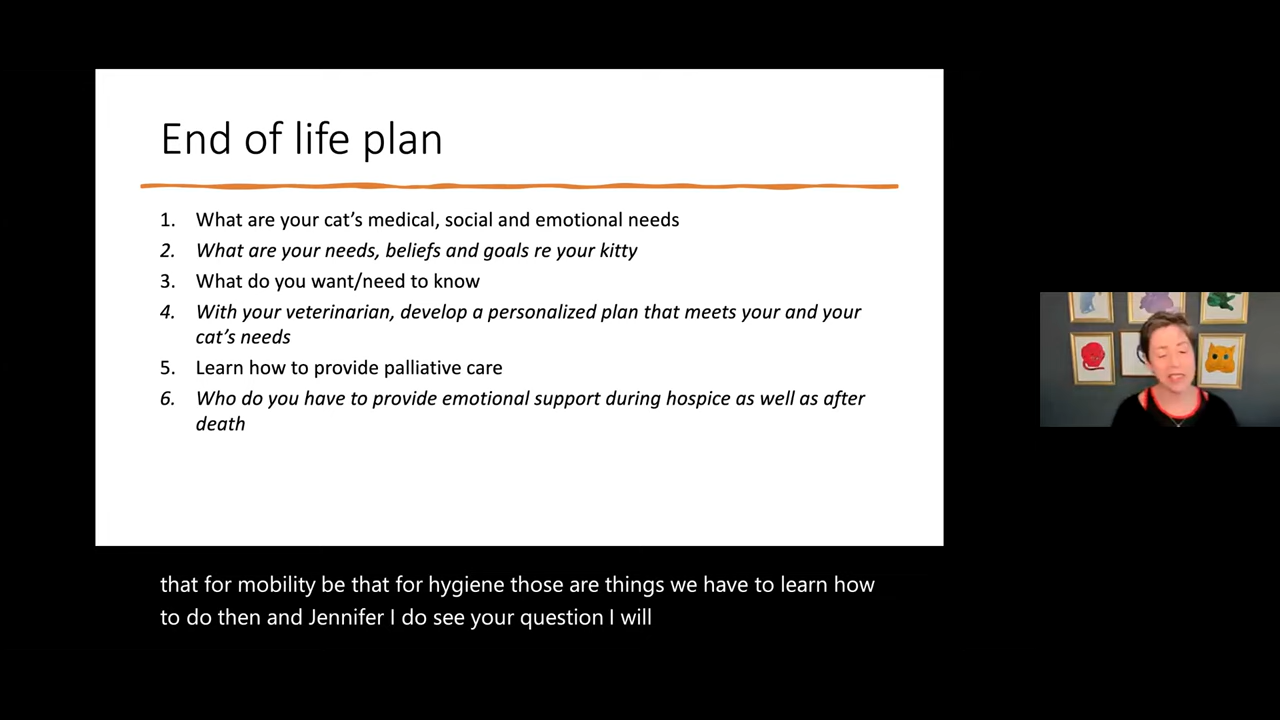 End of life plan
1. What are your cat’s medical, social and emotional needs
2. What are your needs, beliefs and goals re your kitty
3. What do you want/need to know
4. With your veterinarian, develop a personalized plan that meets your and your
cat’s needs
5. Learn how to provide palliative care
6. Who do you have to provide emotional support during hospice as well as after
death
that for mobility be that for hygiene those are things we have to learn how
to do then and Jennifer I do see your question I will